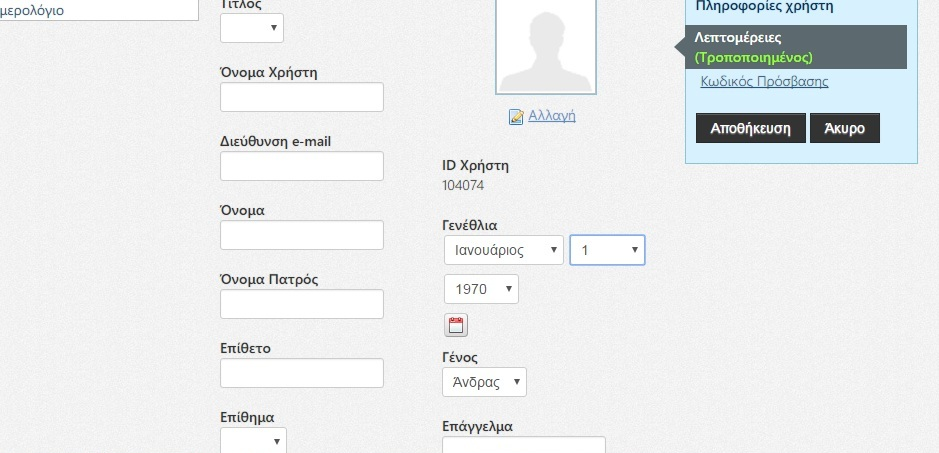 μερολόγιο
Τίτλος
Όνομα Χρήστη
Διεύθυνση e-mail
Όνομα
Όνομα Πατρός
Επίθετο
Επίθημα
Αλλαγή
ID Χρήστη
104074
Γενέθλια
Ιανουάριος 1
1970
Γένος
Άνδρας
Επάγγελμα
Πληροφορίες χρήστη
Λεπτομέρειες
(Τροποποιημένος)
Κωδικός Πρόσβασης
Αποθήκευση Άκυρο